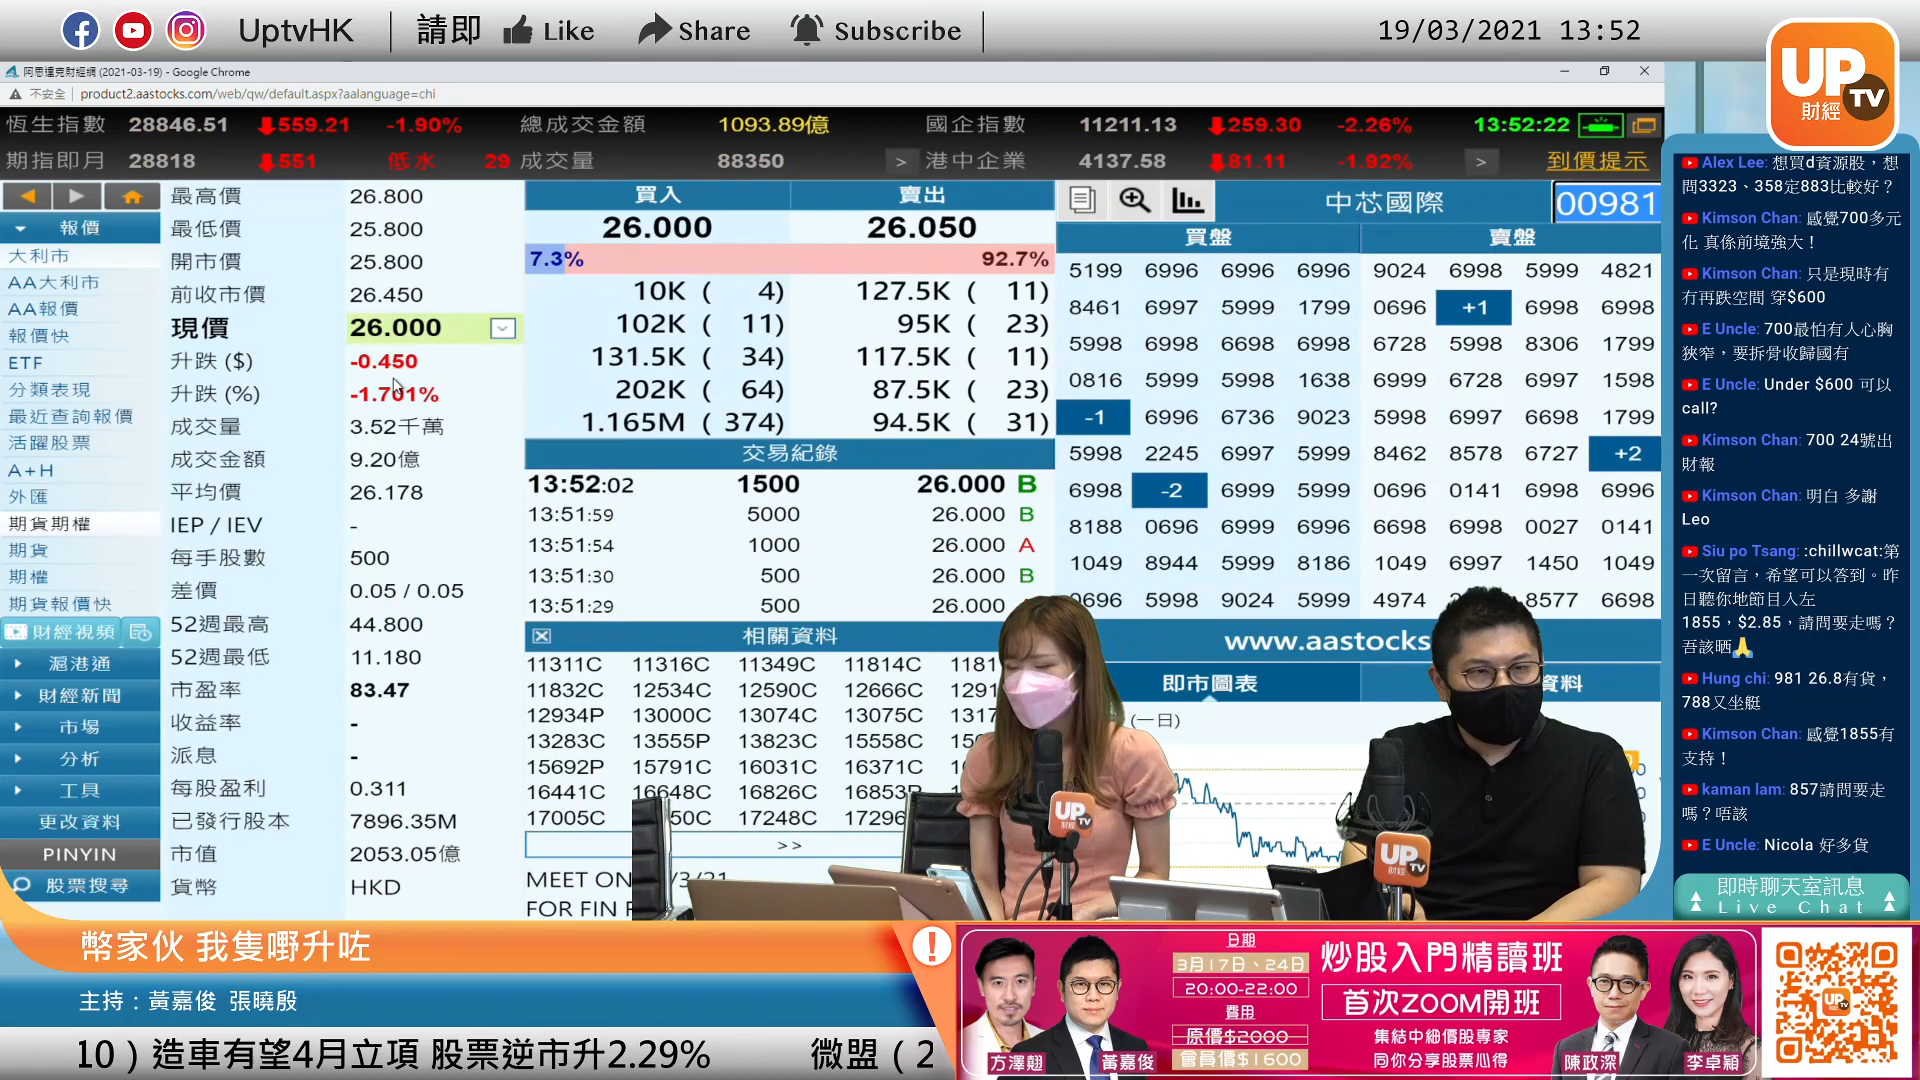 UptvHK
請即
Like
Share
Subscribe
19/03/2021 13:52
UP TV 財經
阿思達克財經網 (2021-03-19) - Google Chrome
不安全 | product2.aastocks.com/web/qw/default.aspx?aalanguage=chi
恆生指數 28846.51 559.21 -1.90% 總成交金額 1093.89億 國企指數 11211.13 259.30 -2.26% 13:52:22
期指即月 28818 551 低水 29 成交量 88350 > 港中企業 4137.58 81.11 -1.92% > 到價提示
報價
大利市
AA大利市
AA報價
報價快
ETF
分類表現
最近查詢報價
活躍股票
A+H
外匯
期貨期權
期貨
期權
期貨報價快
財經視頻
滬港通
財經新聞
市場
分析
工具
更改資料
PINYIN
股票搜尋
最高價 26.800
最低價 25.800
開市價 25.800
前收市價 26.450
現價 26.000
升跌 ($) -0.450
升跌 (%) -1.701%
成交量 3.52千萬
成交金額 9.20億
平均價 26.178
IEP / IEV -
每手股數 500
差價 0.05 / 0.05
52週最高 44.800
52週最低 11.180
市盈率 83.47
收益率 -
派息 -
每股盈利 0.311
已發行股本 7896.35M
市值 2053.05億
貨幣 HKD
買入 賣出
26.000 26.050
7.3% 92.7%
10K ( 4) 127.5K ( 11)
102K ( 11) 95K ( 23)
131.5K ( 34) 117.5K ( 11)
202K ( 64) 87.5K ( 23)
1.165M ( 374) 94.5K ( 31)
交易紀錄
13:52:02 1500 26.000 B
13:51:59 5000 26.000 B
13:51:54 1000 26.000 A
13:51:30 500 26.000 B
13:51:29 500 26.000
相關資料
11311C 11316C 11349C 11814C
11832C 12534C 12590C 12666C
12934P 13000C 13074C 13075C
13283C 13555P 13823C 15558C
15692P 15791C 16031C 16371C
16441C 16648C 16826C 16853P
17005C 17248C 17296
>>
MEET ON
FOR FIN
中芯國際 00981
買盤 賣盤
5199 6996 6996 6996 9024 6998 5999 4821
8461 6997 5999 1799 0696 +1 6998 6998
5998 6998 6698 6998 6728 5998 8306 1799
0816 5999 5998 1638 6999 6728 6997 1598
-1 6996 6736 9023 5998 6997 6698 1799
5998 2245 6997 5999 8462 8578 6727 +2
6998 -2 6999 5999 0696 0141 6998 6996
8188 0696 6999 6996 6698 6998 0027 0141
1049 8944 5999 8186 1049 6997 1450 1049
0696 5998 9024 5999 4974 8577 6698
www.aastocks
即市圖表 資料
(一日)
UP TV 財經
UP TV 財經
Alex Lee: 想買d資源股，想
問3323、358定883比較好？
Kimson Chan: 感覺700多元
化 真係前境強大！
Kimson Chan: 只是現時有
冇再跌空間 穿$600
E Uncle: 700最怕有人心胸
狹窄，要拆骨收歸國有
E Uncle: Under $600 可以
call?
Kimson Chan: 700 24號出
財報
Kimson Chan: 明白 多謝
Leo
Siu po Tsang: :chillwcat:第
一次留言，希望可以答到。昨
日聽你地節目入左
1855，$2.85，請問要走嗎？
吾該晒🙏
Hung chi: 981 26.8有貨，
788又坐艇
Kimson Chan: 感覺1855有
支持！
kaman lam: 857請問要走
嗎？唔該
E Uncle: Nicola 好多貨
即時聊天室訊息
Live Chat
幣家伙 我隻嘢升咗
主持：黃嘉俊 張曉殷
10）造車有望4月立項 股票逆市升2.29% 微盟（2
日期
3月17日、24日
20:00-22:00
費用
原價$2000
會員價$1600
炒股入門精讀班
首次ZOOM開班
集結中細價股專家
同你分享股票心得
方澤翹 黃嘉俊 陳政深 李卓穎
UP TV